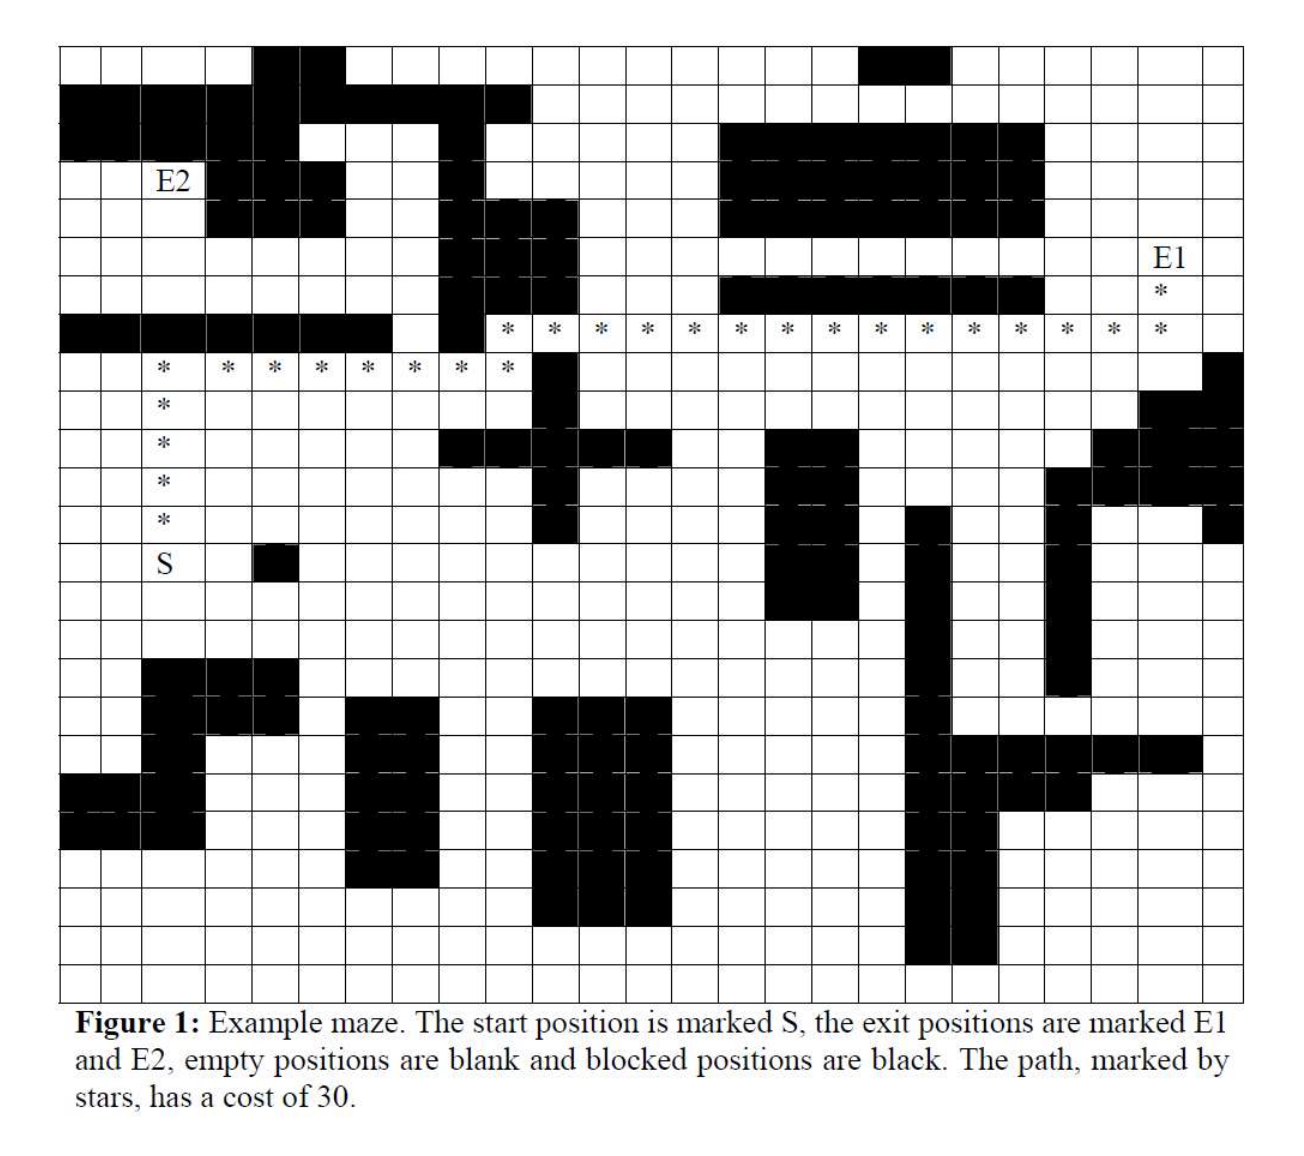 E2
E1
*
* * * * * * * * * * * * * * *
* * * * * * * *
*
*
*
*
S
Figure 1: Example maze. The start position is marked S, the exit positions are marked E1
and E2, empty positions are blank and blocked positions are black. The path, marked by
stars, has a cost of 30.